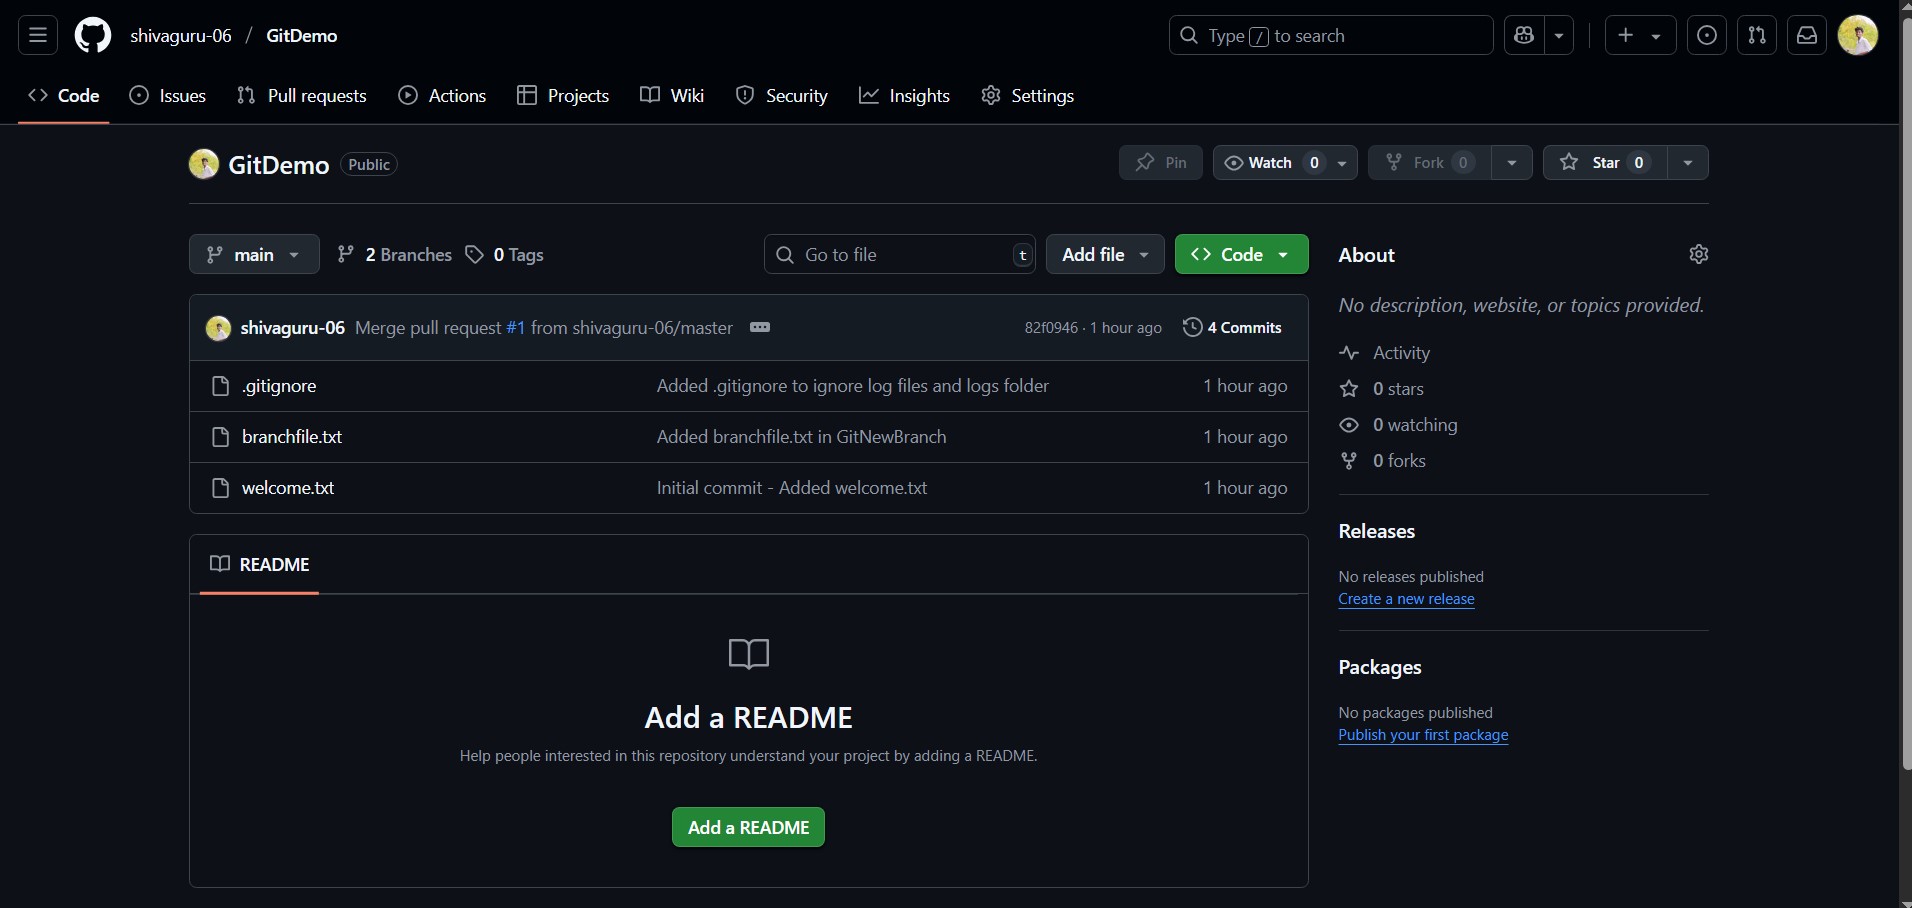 shivaguru-06 / GitDemo
Type / to search
Code Issues Pull requests Actions Projects Wiki Security Insights Settings
GitDemo Public
Pin Watch 0 Fork 0 Star 0
main 2 Branches 0 Tags Go to file t Add file Code
shivaguru-06 Merge pull request #1 from shivaguru-06/master 82f0946 · 1 hour ago 4 Commits
.gitignore Added .gitignore to ignore log files and logs folder 1 hour ago
branchfile.txt Added branchfile.txt in GitNewBranch 1 hour ago
welcome.txt Initial commit - Added welcome.txt 1 hour ago
README
Add a README
Help people interested in this repository understand your project by adding a README.
Add a README
About
No description, website, or topics provided.
Activity
0 stars
0 watching
0 forks
Releases
No releases published
Create a new release
Packages
No packages published
Publish your first package